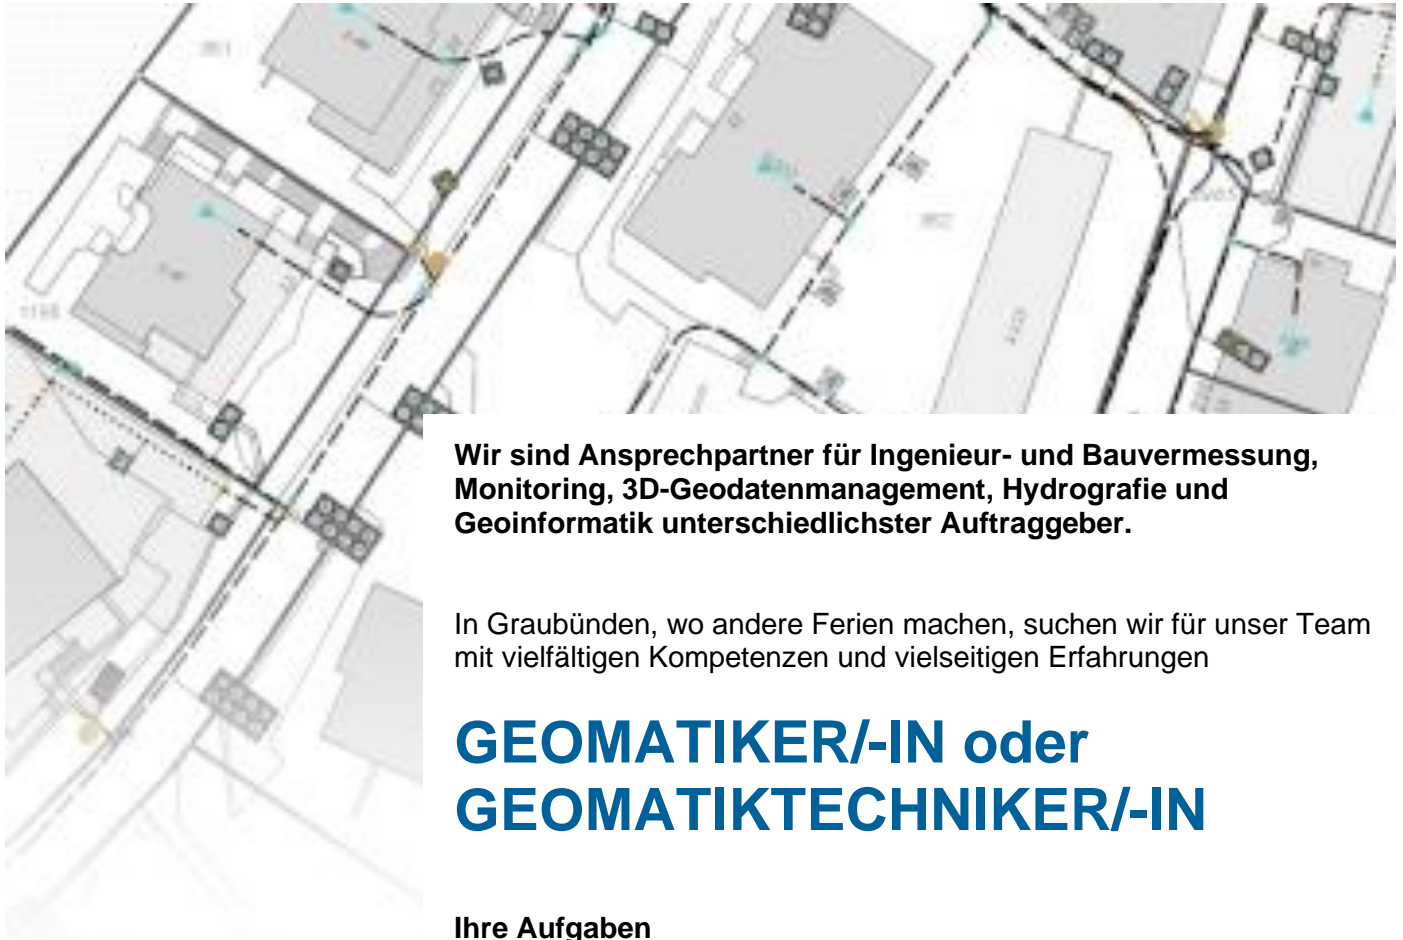 Wir sind Ansprechpartner für Ingenieur- und Bauvermessung,
Monitoring, 3D-Geodatenmanagement, Hydrografie und
Geoinformatik unterschiedlichster Auftraggeber.
In Graubünden, wo andere Ferien machen, suchen wir für unser Team
mit vielfältigen Kompetenzen und vielseitigen Erfahrungen
GEOMATIKER/-IN oder
GEOMATIKTECHNIKER/-IN
Ihre Aufgaben